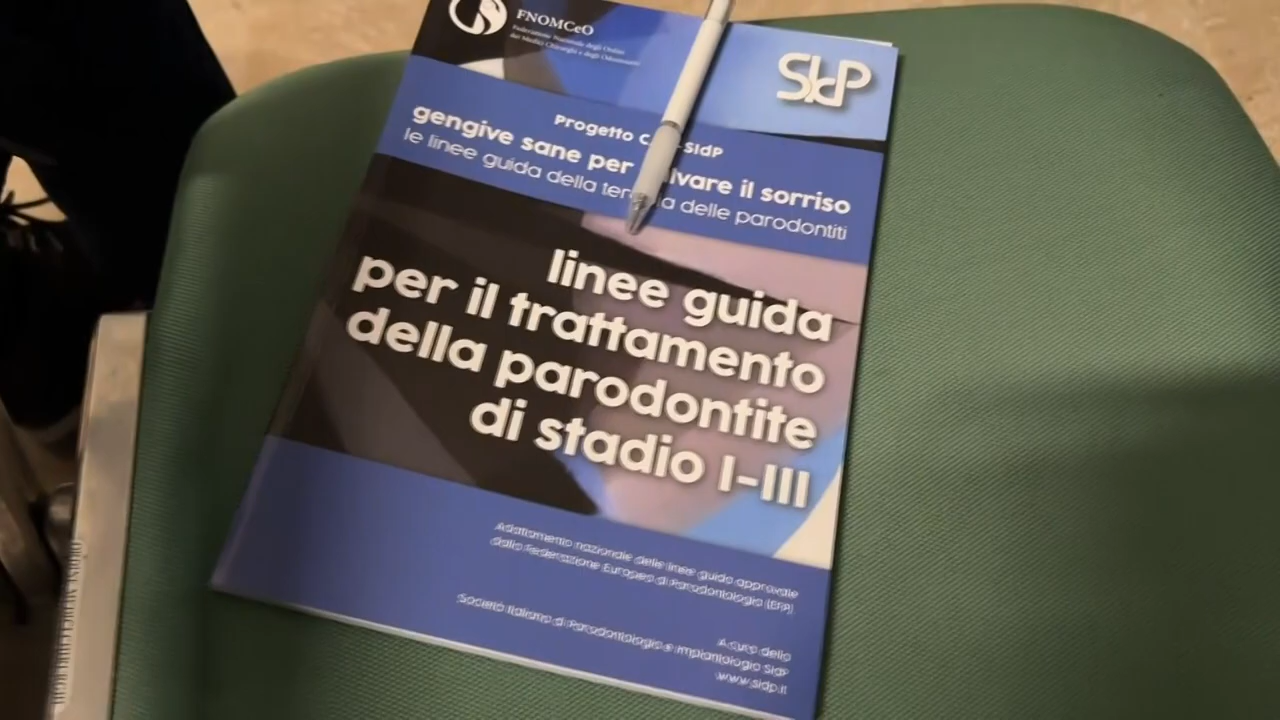 FNOMCeO
Federazione Nazionale degli Ordini
dei Medici Chirurghi e degli Odontoiatri
SIdP
Progetto SIdP
gengive sane per salvare il sorriso
le linee guida della terapia delle parodontiti
linee guida
per il trattamento
della parodontite
di stadio I-III
Adattamento nazionale delle linee guida approvate
dalla Federazione Europea di Parodontologia (EFP)
A cura della
Società Italiana di Parodontologia e Implantologia SIdP
www.sidp.it